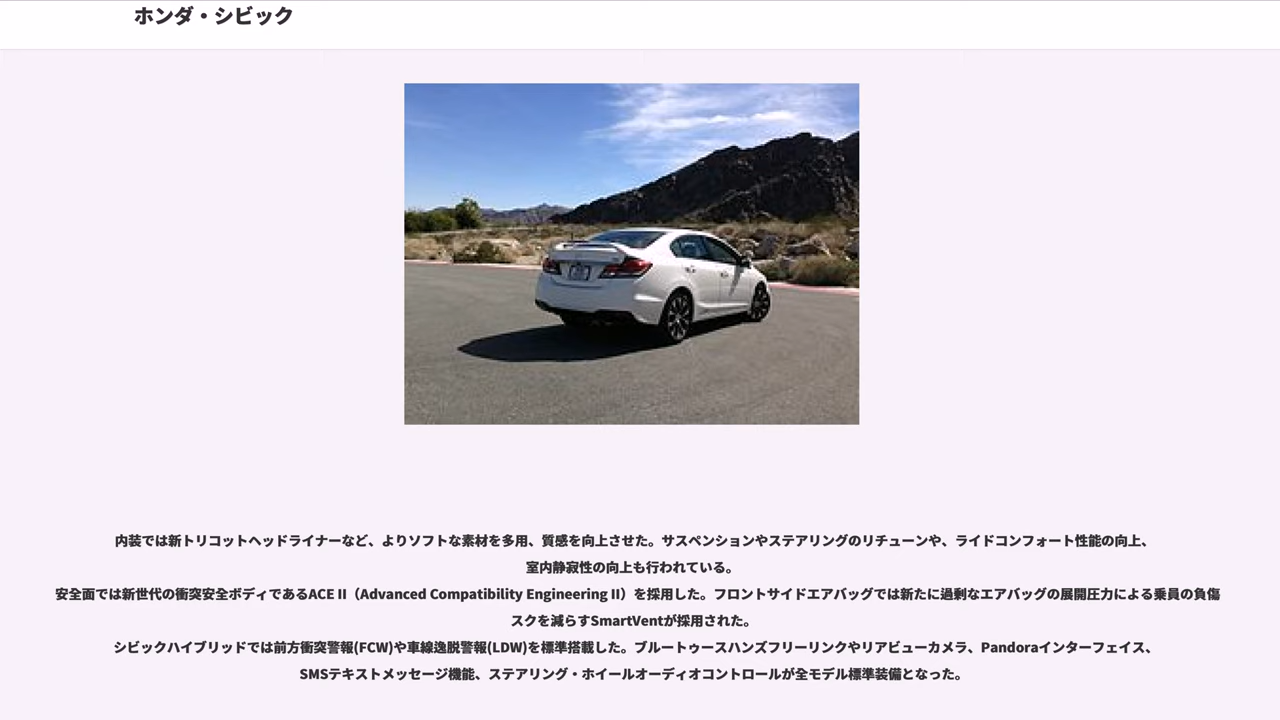 ホンダ・シビック
内装では新トリコットヘッドライナーなど、よりソフトな素材を多用、質感を向上させた。サスペンションやステアリングのリチューンや、ライドコンフォート性能の向上、
室内静寂性の向上も行われている。
安全面では新世代の衝突安全ボディであるACE II（Advanced Compatibility Engineering II）を採用した。フロントサイドエアバッグでは新たに過剰なエアバッグの展開圧力による乗員の負傷
スクを減らすSmartVentが採用された。
シビックハイブリッドでは前方衝突警報(FCW)や車線逸脱警報(LDW)を標準搭載した。ブルートゥースハンズフリーリンクやリアビューカメラ、Pandoraインターフェイス、
SMSテキストメッセージ機能、ステアリング・ホイールオーディオコントロールが全モデル標準装備となった。